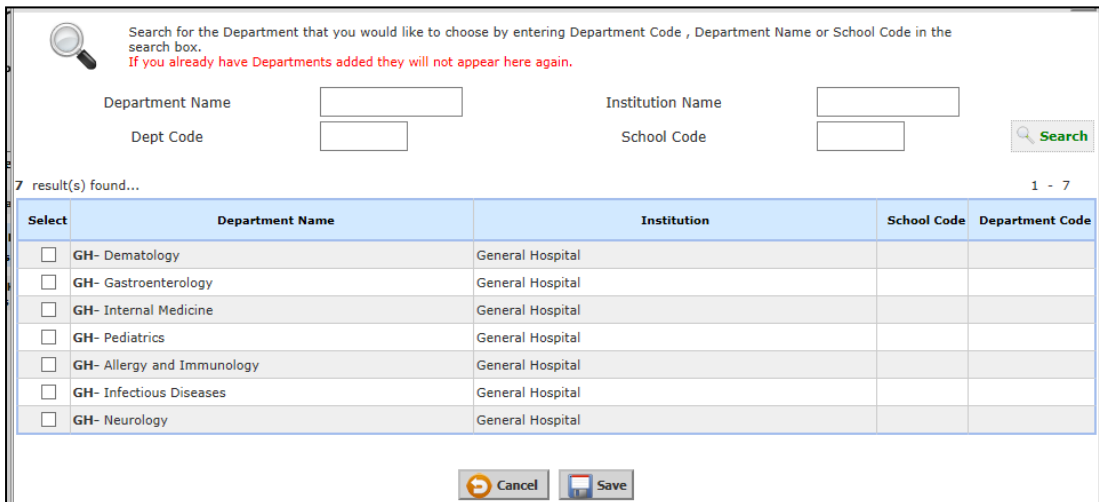 Search for the Department that you would like to choose by entering Department Code , Department Name or School Code in the
search box.
If you already have Departments added they will not appear here again.
Department Name Institution Name
Dept Code School Code Search
7 result(s) found... 1 - 7
Select Department Name Institution School Code Department Code
GH- Dematology General Hospital
GH- Gastroenterology General Hospital
GH- Internal Medicine General Hospital
GH- Pediatrics General Hospital
GH- Allergy and Immunology General Hospital
GH- Infectious Diseases General Hospital
GH- Neurology General Hospital
Cancel Save